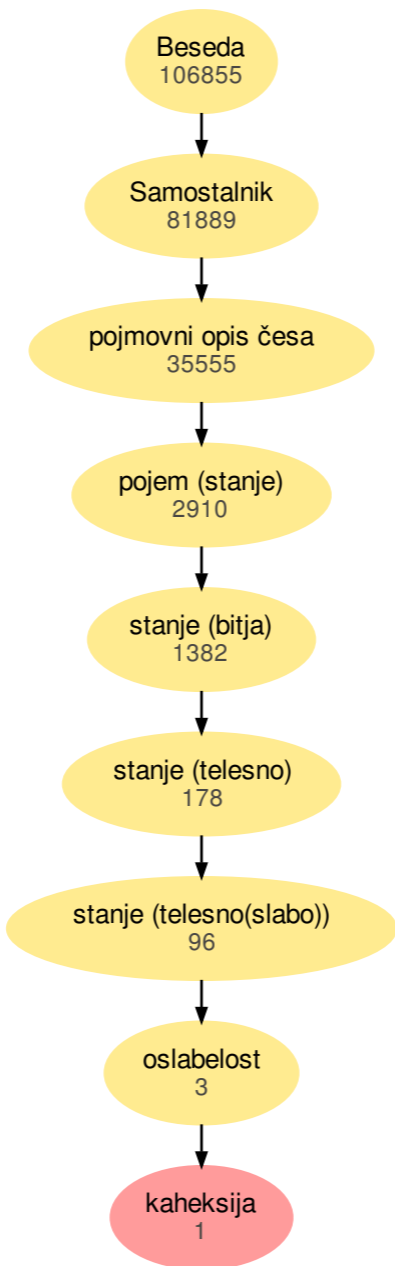 Beseda
106855
Samostalnik
81889
pojmovni opis česa
35555
pojem (stanje)
2910
stanje (bitja)
1382
stanje (telesno)
178
stanje (telesno(slabo))
96
oslabelost
3
kaheksija
1